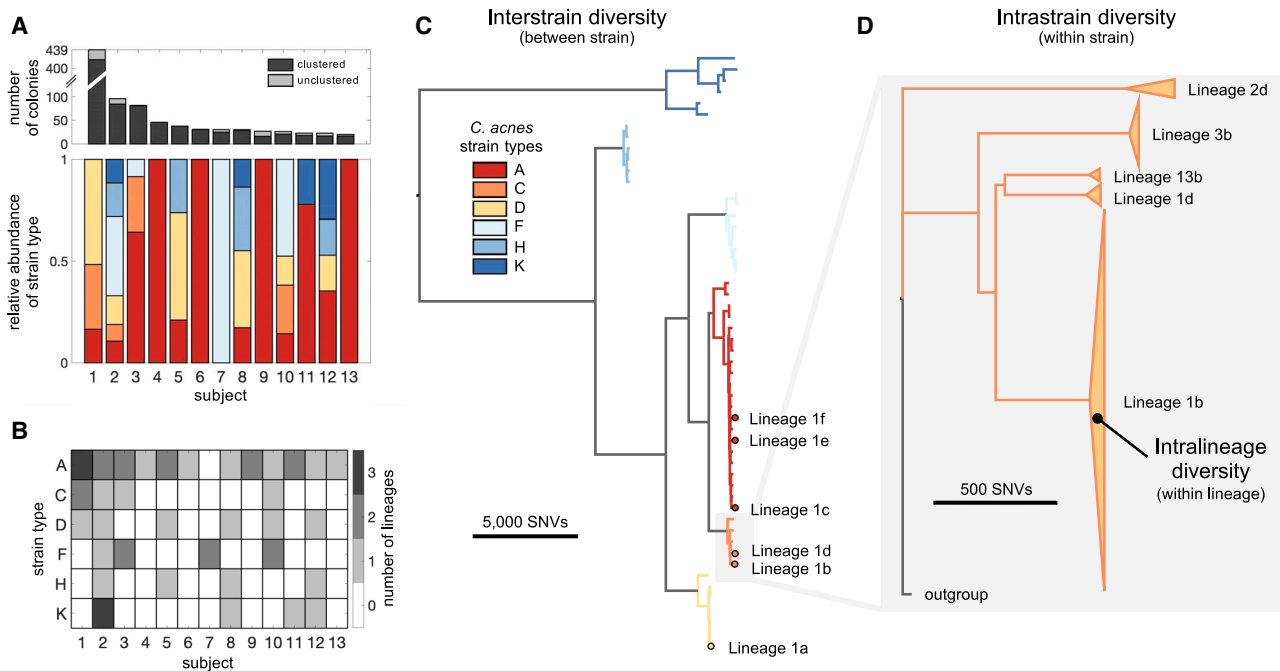 A
number
of colonies
439
400
100
50
0
clustered
unclustered
relative abundance
of strain type
1
0.5
0
1 2 3 4 5 6 7 8 9 10 11 12 13
subject
B
strain type
A
C
D
F
H
K
1 2 3 4 5 6 7 8 9 10 11 12 13
subject
3
2
1
0
number of lineages
C
Interstrain diversity
(between strain)
C. acnes
strain types
A
C
D
F
H
K
5,000 SNVs
Lineage 1f
Lineage 1e
Lineage 1c
Lineage 1d
Lineage 1b
Lineage 1a
D
Intrastrain diversity
(within strain)
Lineage 2d
Lineage 3b
Lineage 13b
Lineage 1d
Lineage 1b
Intralineage
diversity
(within lineage)
500 SNVs
outgroup